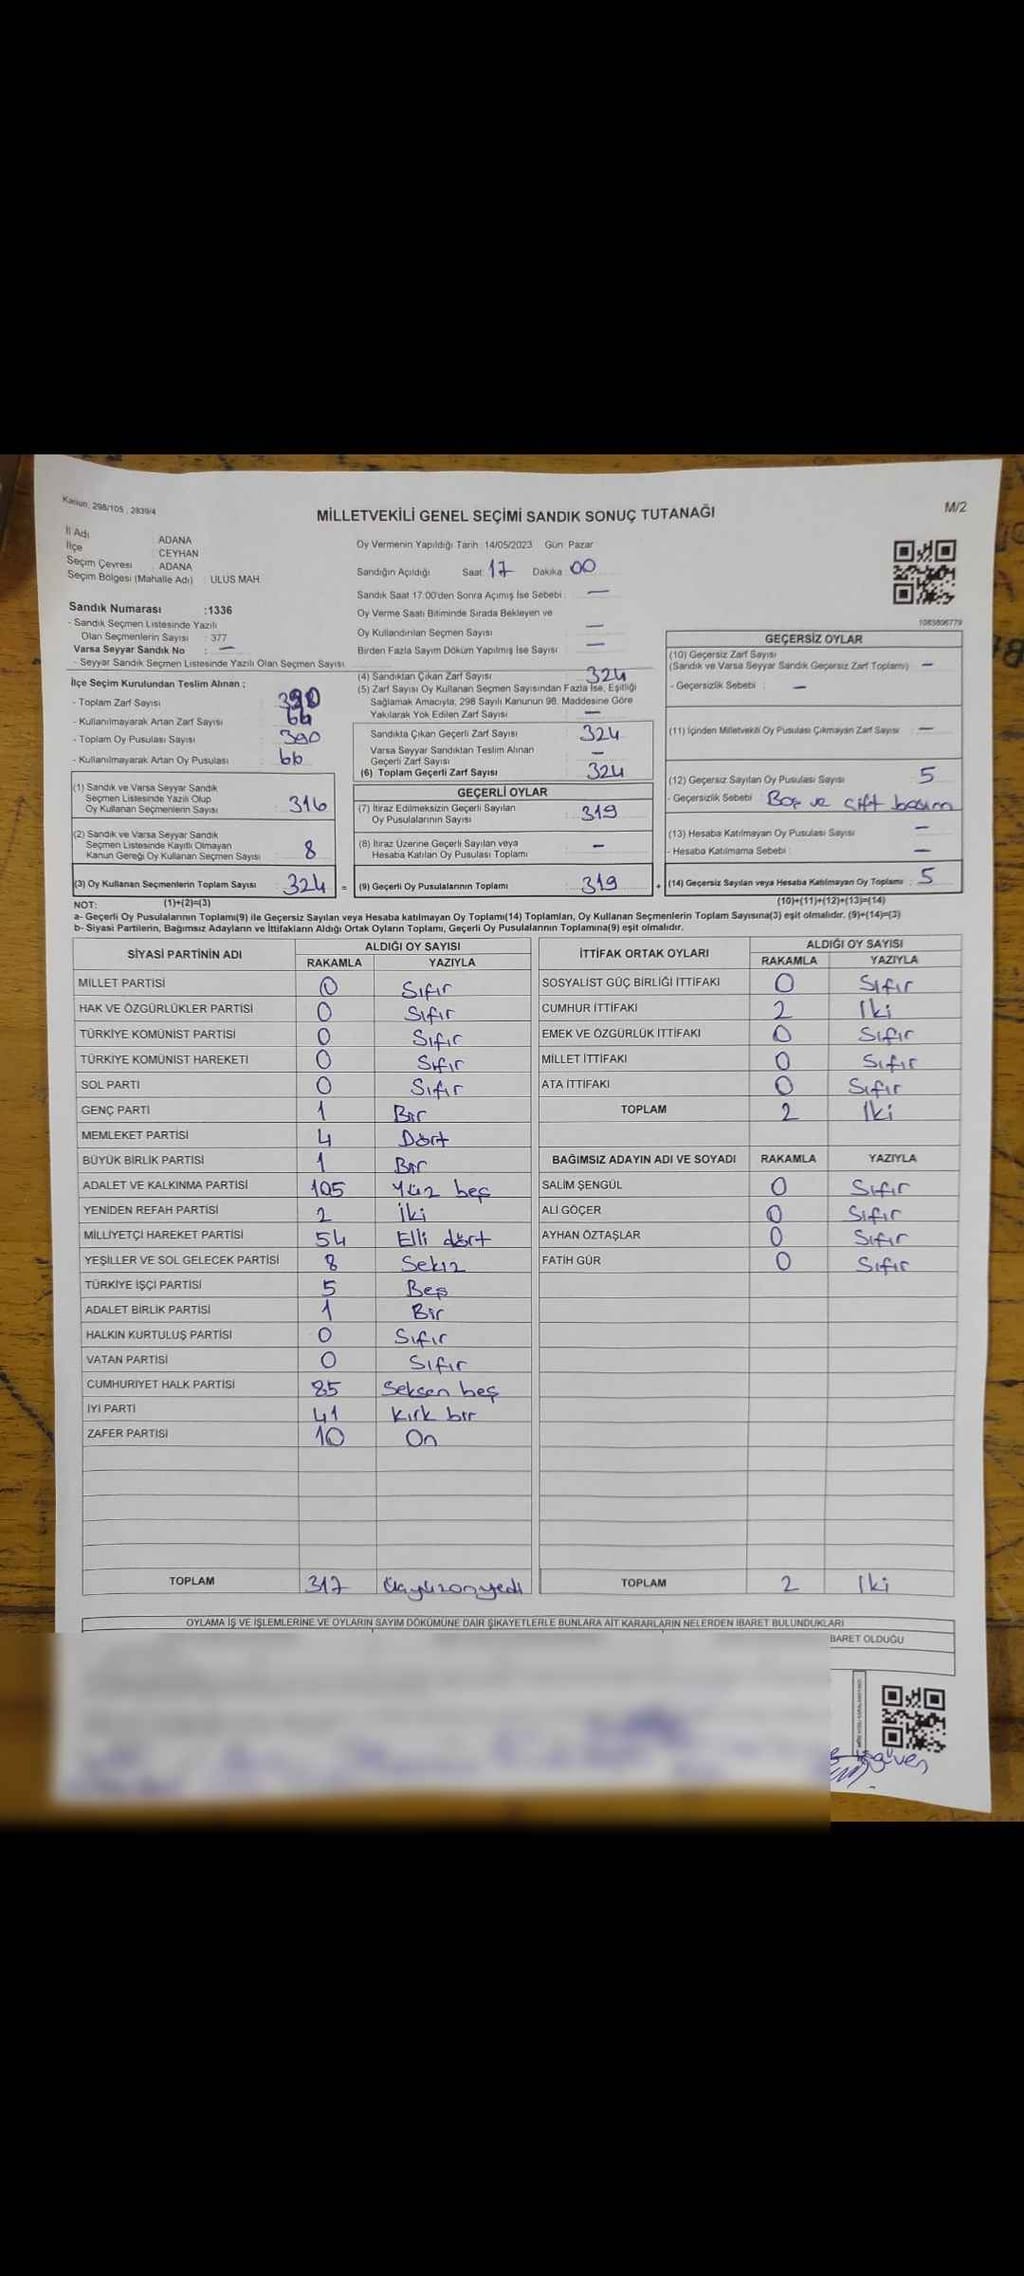 Kanun; 298/105 , 2839/4
MİLLETVEKİLİ GENEL SEÇİMİ SANDIK SONUÇ TUTANAĞI
M/2
İl Adı ADANA
İlçe CEYHAN
Seçim Çevresi ADANA
Seçim Bölgesi (Mahalle Adı) : ULUS MAH.
Sandık Numarası :1336
- Sandık Seçmen Listesinde Yazılı
Olan Seçmenlerin Sayısı : 377
Varsa Seyyar Sandık No : —
- Seyyar Sandık Seçmen Listesinde Yazılı Olan Seçmen Sayısı
Oy Vermenin Yapıldığı Tarih 14/05/2023 Gün Pazar
Sandığın Açıldığı Saat: 17 Dakika 00
Sandık Saat 17.00'den Sonra Açımış İse Sebebi : —
Oy Verme Saati Bitiminde Sırada Bekleyen ve
Oy Kullandırılan Seçmen Sayısı —
Birden Fazla Sayım Döküm Yapılmış İse Sayısı —
1083806779
İlçe Seçim Kurulundan Teslim Alınan ;
- Toplam Zarf Sayısı 390
- Kullanılmayarak Artan Zarf Sayısı 66
- Toplam Oy Pusulası Sayısı 390
- Kullanılmayarak Artan Oy Pusulası 66
(1) Sandık ve Varsa Seyyar Sandık
Seçmen Listesinde Yazılı Olup
Oy Kullanan Seçmenlerin Sayısı 316
(2) Sandık ve Varsa Seyyar Sandık
Seçmen Listesinde Kayıtlı Olmayan
Kanun Gereği Oy Kullanan Seçmen Sayısı 8
(3) Oy Kullanan Seçmenlerin Toplam Sayısı 324 =
(4) Sandıktan Çıkan Zarf Sayısı 324
(5) Zarf Sayısı Oy Kullanan Seçmen Sayısından Fazla İse, Eşitliği
Sağlamak Amacıyla, 298 Sayılı Kanunun 98. Maddesine Göre
Yakılarak Yok Edilen Zarf Sayısı —
Sandıkta Çıkan Geçerli Zarf Sayısı 324
Varsa Seyyar Sandıktan Teslim Alınan
Geçerli Zarf Sayısı —
(6) Toplam Geçerli Zarf Sayısı 324
GEÇERLİ OYLAR
(7) İtiraz Edilmeksizin Geçerli Sayılan
Oy Pusulalarının Sayısı 319
(8) İtiraz Üzerine Geçerli Sayılan veya
Hesaba Katılan Oy Pusulası Toplamı —
(9) Geçerli Oy Pusulalarının Toplamı 319 +
GEÇERSİZ OYLAR
(10) Geçersiz Zarf Sayısı
(Sandık ve Varsa Seyyar Sandık Geçersiz Zarf Toplamı) —
- Geçersizlik Sebebi : —
(11) İçinden Milletvekili Oy Pusulası Çıkmayan Zarf Sayısı —
(12) Geçersiz Sayılan Oy Pusulası Sayısı 5
- Geçersizlik Sebebi Boş ve Çift basım
(13) Hesaba Katılmayan Oy Pusulası Sayısı —
- Hesaba Katılmama Sebebi : —
(14) Geçersiz Sayılan veya Hesaba Katılmayan Oy Toplamı : 5
NOT: (1)+(2)=(3) (10)+(11)+(12)+(13)=(14)
a- Geçerli Oy Pusulalarının Toplamı(9) ile Geçersiz Sayılan veya Hesaba katılmayan Oy Toplamı(14) Toplamları, Oy Kullanan Seçmenlerin Toplam Sayısına(3) eşit olmalıdır. (9)+(14)=(3)
b- Siyasi Partilerin, Bağımsız Adayların ve İttifakların Aldığı Ortak Oyların Toplamı, Geçerli Oy Pusulalarının Toplamına(9) eşit olmalıdır.
SİYASİ PARTİNİN ADI ALDIĞI OY SAYISI
RAKAMLA YAZIYLA
MİLLET PARTİSİ 0 Sıfır
HAK VE ÖZGÜRLÜKLER PARTİSİ 0 Sıfır
TÜRKİYE KOMÜNİST PARTİSİ 0 Sıfır
TÜRKİYE KOMÜNİST HAREKETİ 0 Sıfır
SOL PARTİ 0 Sıfır
GENÇ PARTİ 1 Bir
MEMLEKET PARTİSİ 4 Dört
BÜYÜK BİRLİK PARTİSİ 1 Bir
ADALET VE KALKINMA PARTİSİ 105 Yüz beş
YENİDEN REFAH PARTİSİ 2 İki
MİLLİYETÇİ HAREKET PARTİSİ 54 Elli dört
YEŞİLLER VE SOL GELECEK PARTİSİ 8 Sekiz
TÜRKİYE İŞÇİ PARTİSİ 5 Beş
ADALET BİRLİK PARTİSİ 1 Bir
HALKIN KURTULUŞ PARTİSİ 0 Sıfır
VATAN PARTİSİ 0 Sıfır
CUMHURİYET HALK PARTİSİ 85 Seksen beş
İYİ PARTİ 41 Kırk bir
ZAFER PARTİSİ 10 On
TOPLAM 317 Üçyüzonyedi
İTTİFAK ORTAK OYLARI ALDIĞI OY SAYISI
RAKAMLA YAZIYLA
SOSYALİST GÜÇ BİRLİĞİ İTTİFAKI 0 Sıfır
CUMHUR İTTİFAKI 2 İki
EMEK VE ÖZGÜRLÜK İTTİFAKI 0 Sıfır
MİLLET İTTİFAKI 0 Sıfır
ATA İTTİFAKI 0 Sıfır
TOPLAM 2 İki
BAĞIMSIZ ADAYIN ADI VE SOYADI RAKAMLA YAZIYLA
SALİM ŞENGÜL 0 Sıfır
ALİ GÖÇER 0 Sıfır
AYHAN ÖZTAŞLAR 0 Sıfır
FATİH GÜR 0 Sıfır
TOPLAM 2 İki
OYLAMA İŞ VE İŞLEMLERİNE VE OYLARIN SAYIM DÖKÜMÜNE DAİR ŞİKAYETLERLE BUNLARA AİT KARARLARIN NELERDEN İBARET BULUNDUKLARI
BARET OLDUĞU